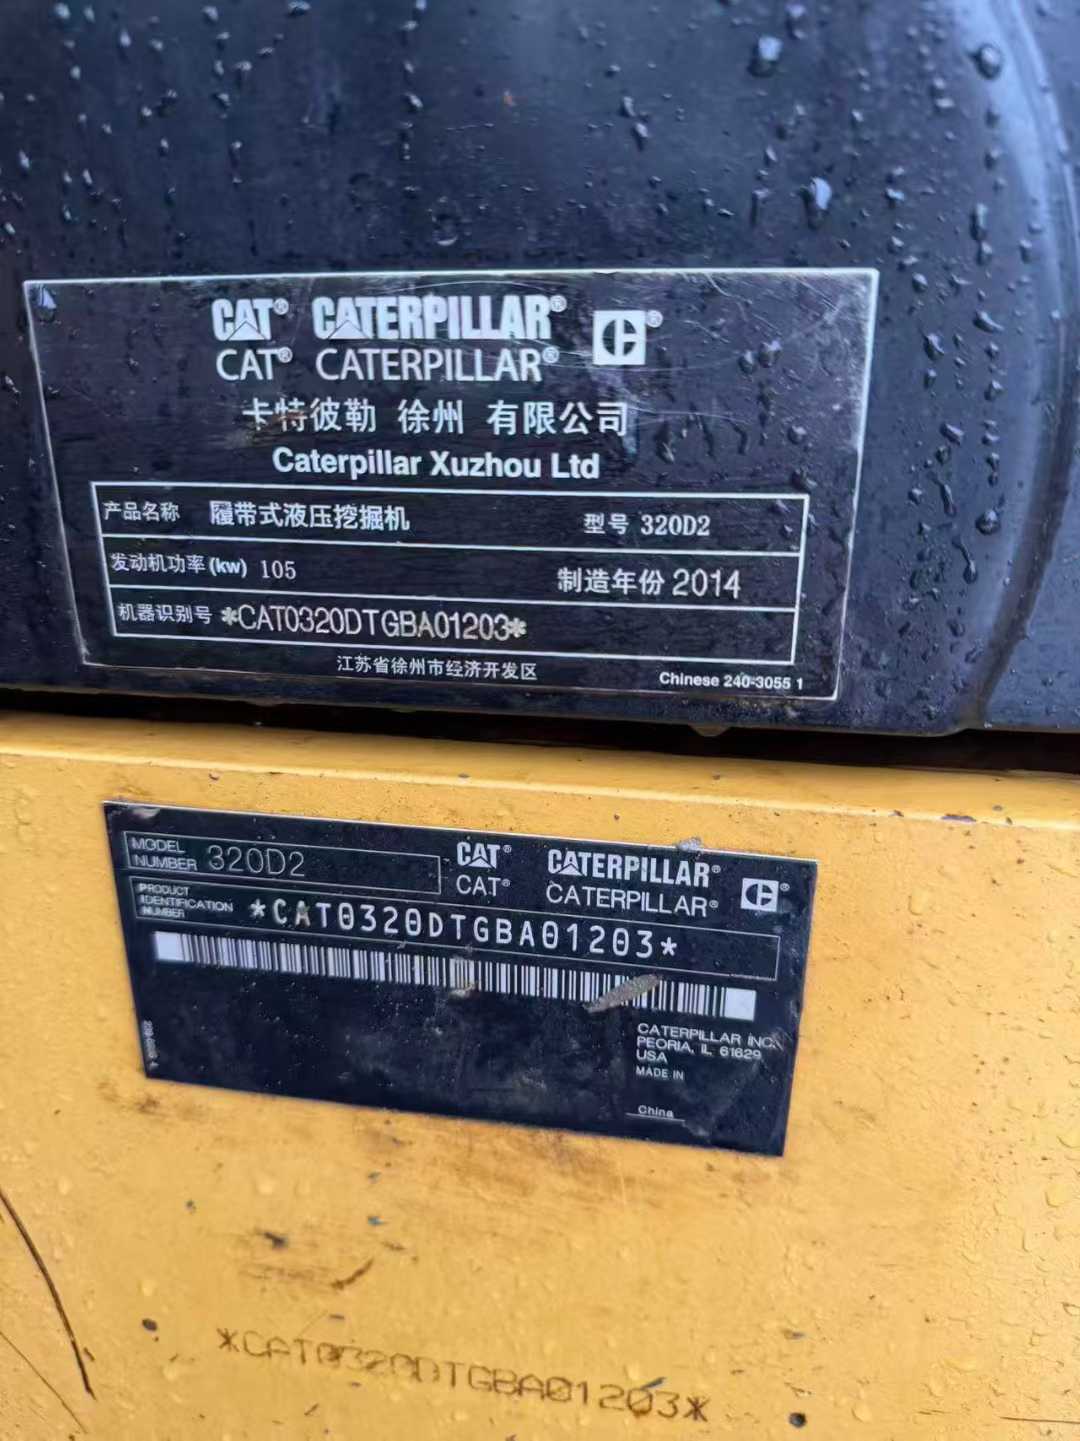 CAT® CATERPILLAR® C®
CAT® CATERPILLAR®
卡特彼勒 徐州 有限公司
Caterpillar Xuzhou Ltd
产品名称 履带式液压挖掘机 型号 320D2
发动机功率(kw) 105 制造年份 2014
机器识别号 *CAT0320DTGBA01203*
江苏省徐州市经济开发区 Chinese 240-3055 1
MODEL NUMBER 320D2
CAT® CATERPILLAR® C®
CAT® CATERPILLAR®
PRODUCT
IDENTIFICATION
NUMBER *CAT0320DTGBA01203*
CATERPILLAR INC.
PEORIA, IL 61629
USA
MADE IN
China
*CAT0320DTGBA01203*